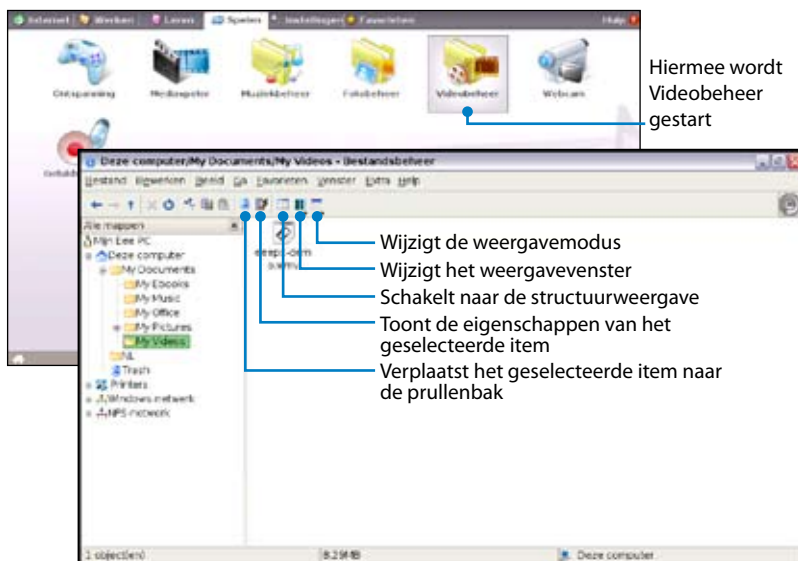 Internet Werken Leren Spelen Instellingen Favorieten Hulp
Ontspanning Mediaspeler Muziekbeheer Fotobeheer Videobeheer Webcam
Hiermee wordt
Videobeheer
gestart
Deze computer/My Documents/My Videos - Bestandsbeheer
Bestand Bewerken Beeld Ga Favorieten Venster Extra Help
Alle mappen
Mijn Eee PC
Deze computer
My Documents
My Ebooks
My Music
My Office
My Pictures
My Videos
NL
Trash
Printers
Windows-netwerk
NFS-netwerk
Wijzigt de weergavemodus
Wijzigt het weergavevenster
Schakelt naar de structuurweergave
Toont de eigenschappen van het
geselecteerde item
Verplaatst het geselecteerde item naar
de prullenbak
1 object(en) 8.29MB Deze computer